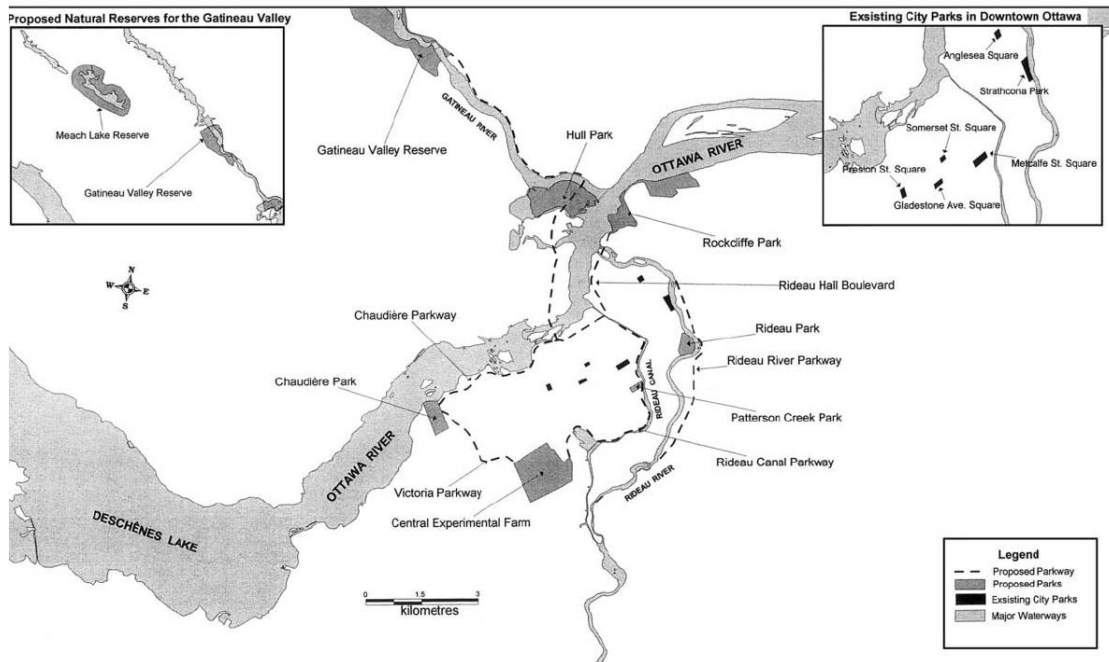 Proposed Natural Reserves for the Gatineau Valley
Meach Lake Reserve
Gatineau Valley Reserve
Exsisting City Parks in Downtown Ottawa
Anglesea Square
Strathcona Park
Somerset St. Square
Metcalfe St. Square
Preston St. Square
Gladestone Ave. Square
GATINEAU RIVER
Gatineau Valley Reserve
Hull Park
OTTAWA RIVER
Rockcliffe Park
N
W
E
S
Rideau Hall Boulevard
Chaudière Parkway
Rideau Park
Rideau River Parkway
Chaudière Park
RIDEAU CANAL
Patterson Creek Park
OTTAWA RIVER
Rideau Canal Parkway
RIDEAU RIVER
Victoria Parkway
Central Experimental Farm
DESCHÊNES LAKE
0 1.5 3
kilometres
Legend
Proposed Parkway
Proposed Parks
Exsisting City Parks
Major Waterways